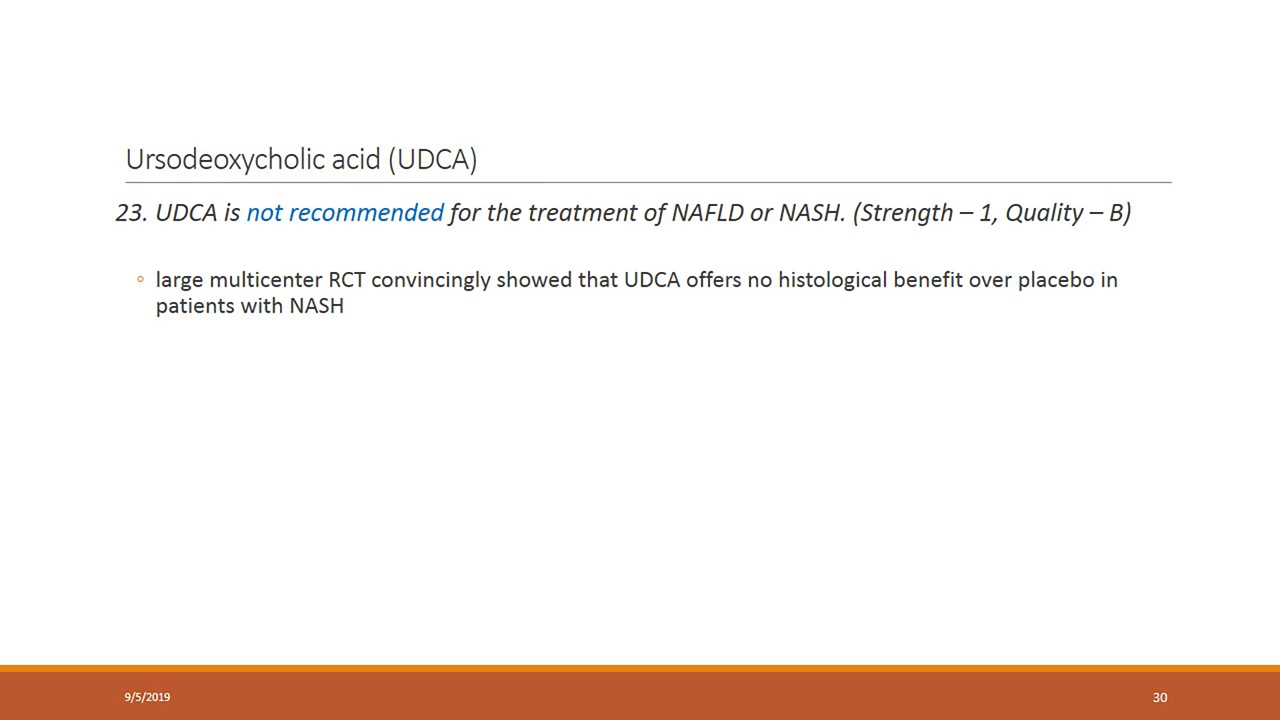 Ursodeoxycholic acid (UDCA)
23. UDCA is not recommended for the treatment of NAFLD or NASH. (Strength – 1, Quality – B)
◦ large multicenter RCT convincingly showed that UDCA offers no histological benefit over placebo in
patients with NASH
9/5/2019
30